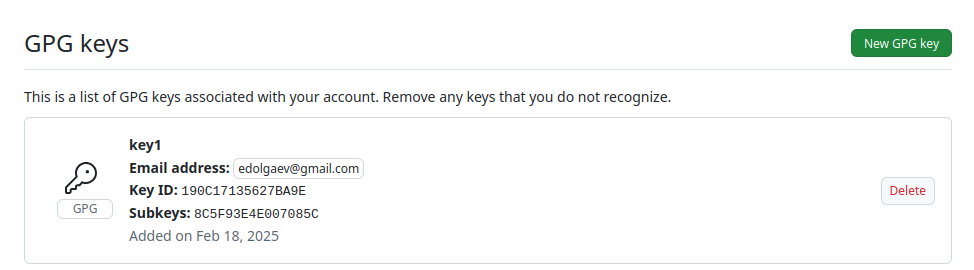 GPG keys
New GPG key
This is a list of GPG keys associated with your account. Remove any keys that you do not recognize.
key1
Email address: edolgaev@gmail.com
Key ID: 190C17135627BA9E
GPG
Subkeys: 8C5F93E4E007085C
Added on Feb 18, 2025
Delete